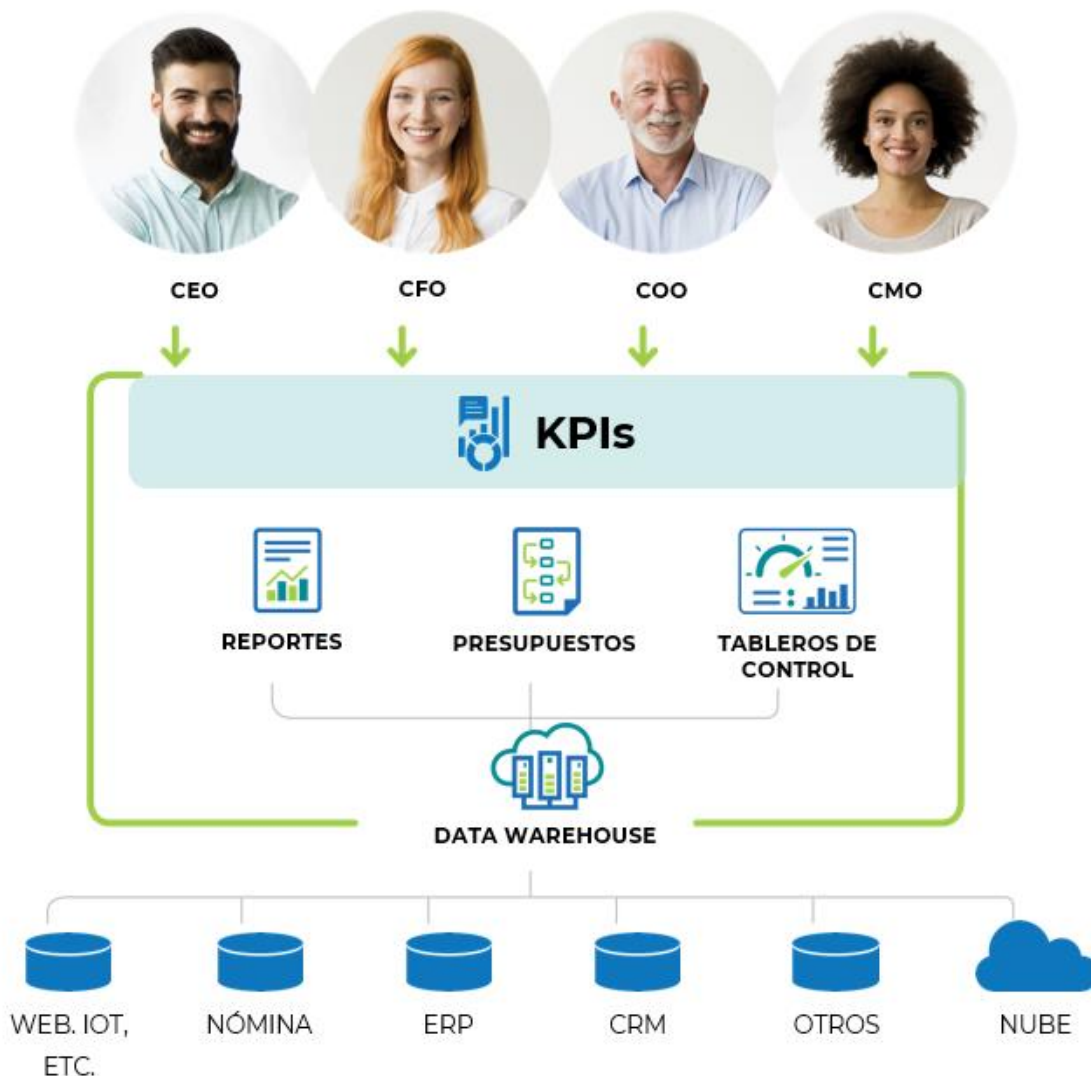 CEO
CFO
COO
CMO
KPIs
REPORTES
PRESUPUESTOS
TABLEROS DE
CONTROL
DATA WAREHOUSE
WEB. IOT,
ETC.
NÓMINA
ERP
CRM
OTROS
NUBE